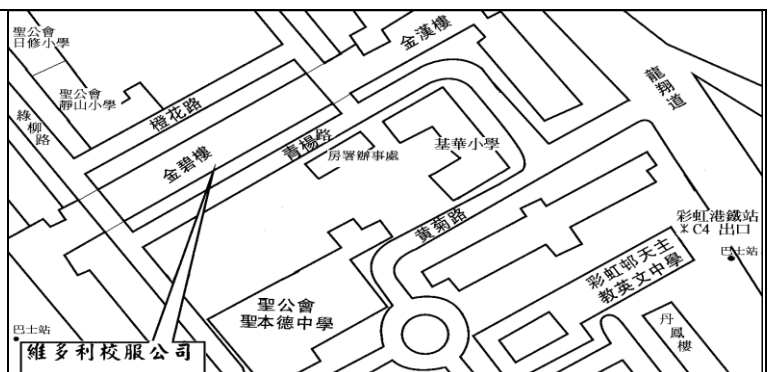 聖公會
日修小學
聖公會
靜山小學
綠柳路
橙花路
金碧樓
青楊路
房署辦事處
金漢樓
基華小學
龍翔道
黃菊路
彩虹港鐵站
C4 出口
巴士站
彩虹邨天主
教英文中學
丹鳳樓
聖公會
聖本德中學
巴士站
維多利校服公司